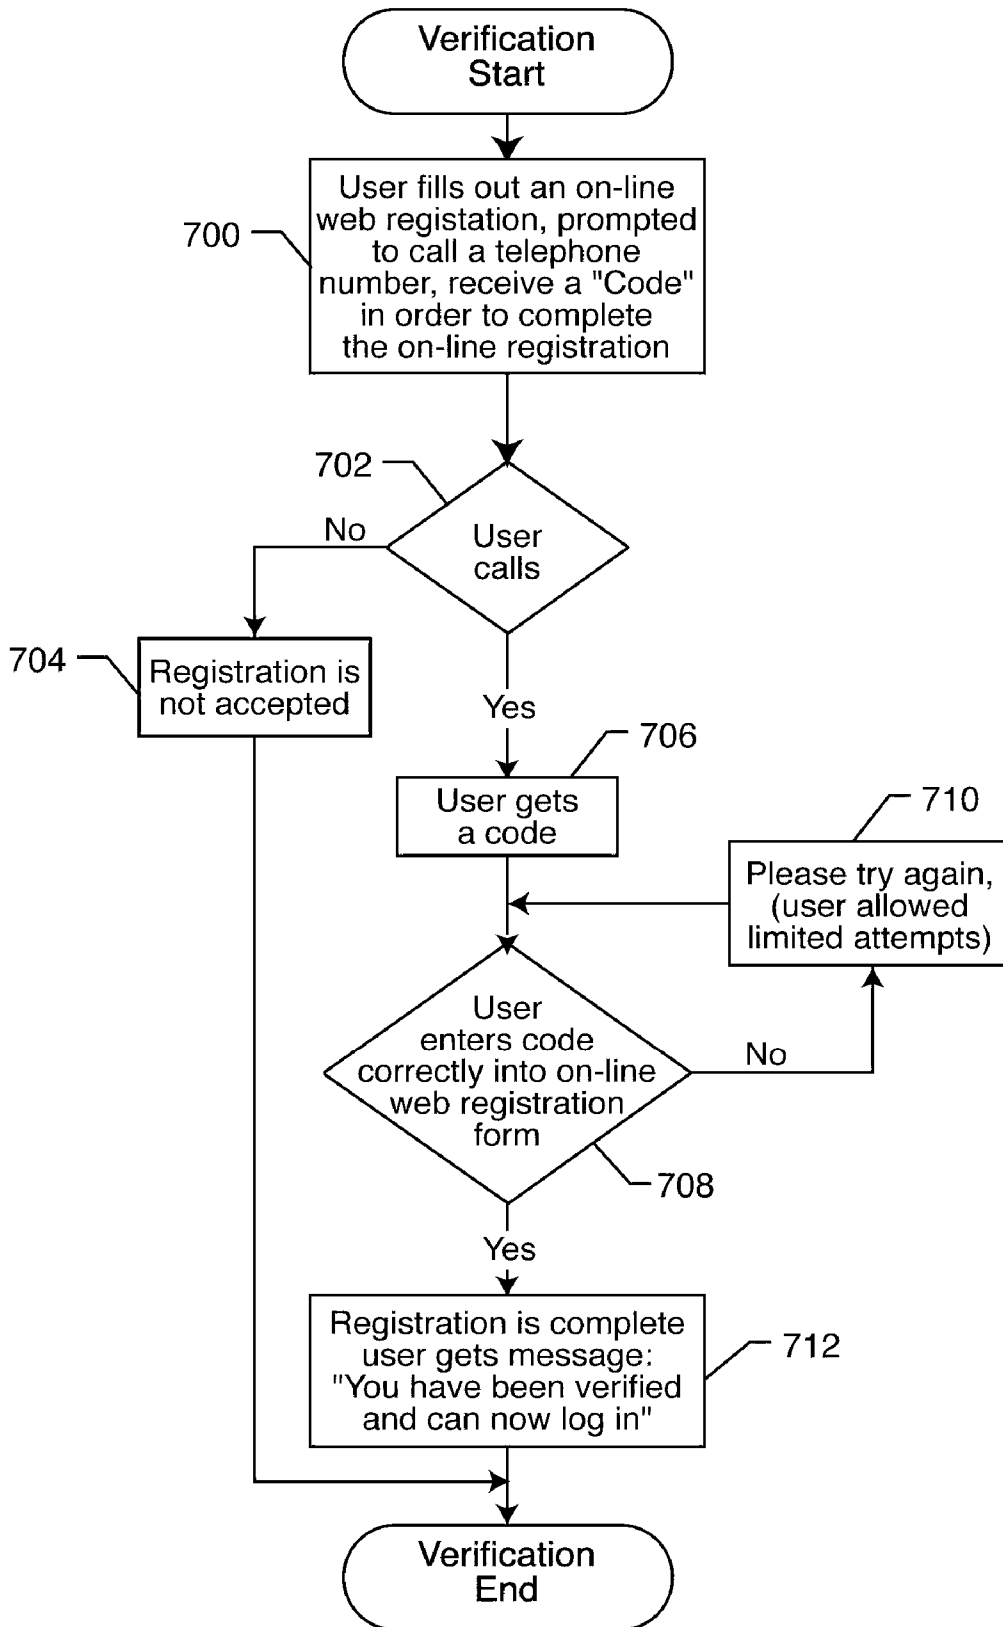 Verification
Start
User fills out an on-line
web registation, prompted
to call a telephone
number, receive a "Code"
in order to complete
the on-line registration
700
702
User
calls
No
704
Registration is
not accepted
Yes
706
User gets
a code
710
Please try again,
(user allowed
limited attempts)
User
enters code
correctly into on-line
web registration
form
No
708
Yes
Registration is complete
user gets message:
"You have been verified
and can now log in"
712
Verification
End